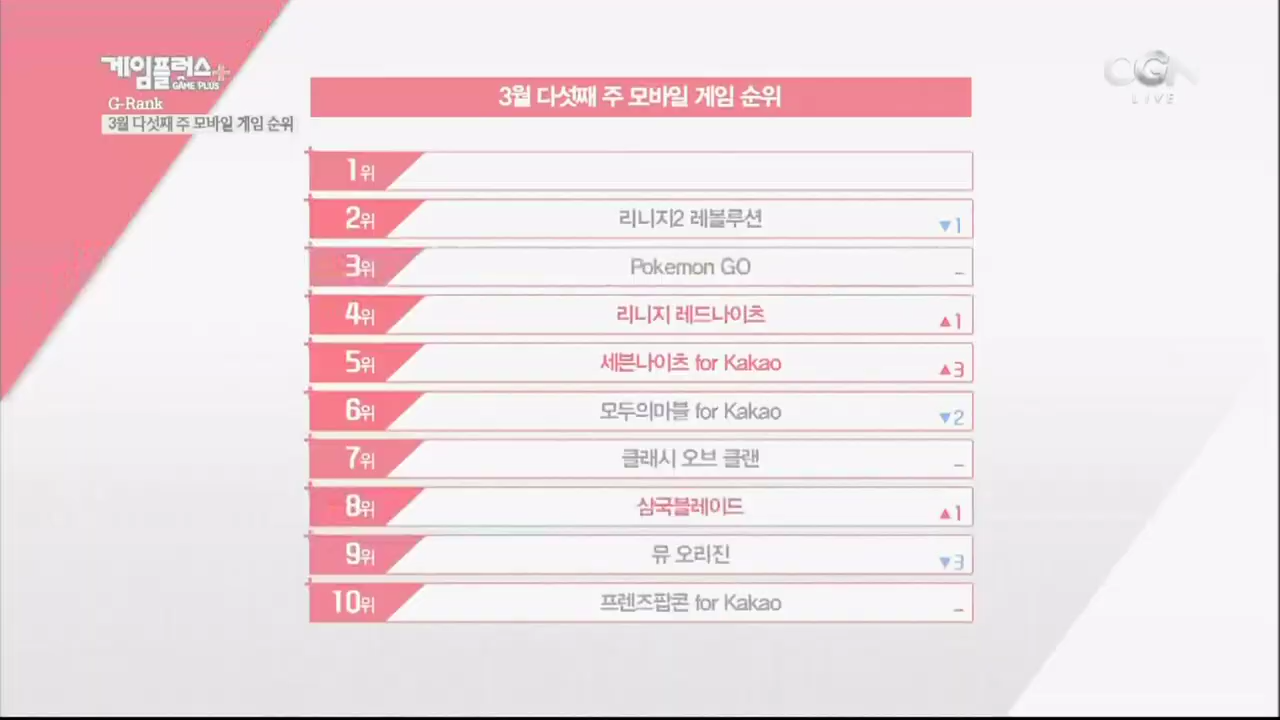 게임플러스+
GAME PLUS
G-Rank
3월 다섯째 주 모바일 게임 순위
OGN
LIVE
3월 다섯째 주 모바일 게임 순위
1위
2위 리니지2 레볼루션 ▼1
3위 Pokemon GO –
4위 리니지 레드나이츠 ▲1
5위 세븐나이츠 for Kakao ▲3
6위 모두의마블 for Kakao ▼2
7위 클래시 오브 클랜 –
8위 삼국블레이드 ▲1
9위 뮤 오리진 ▼3
10위 프렌즈팝콘 for Kakao –